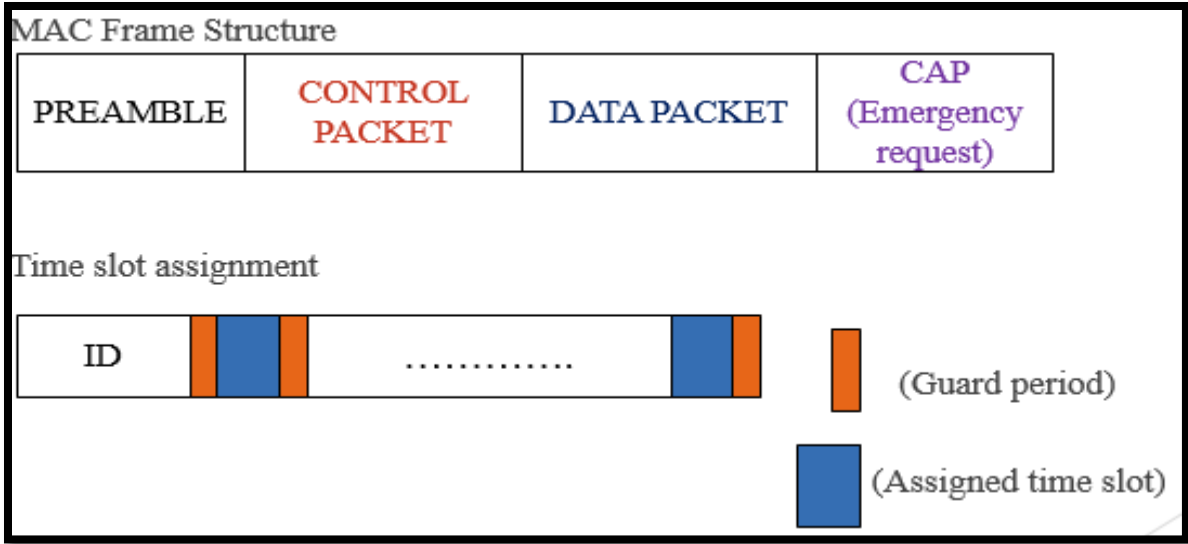 MAC Frame Structure
PREAMBLE
CONTROL
PACKET
DATA PACKET
CAP
(Emergency
request)
Time slot assignment
ID
.............
(Guard period)
(Assigned time slot)